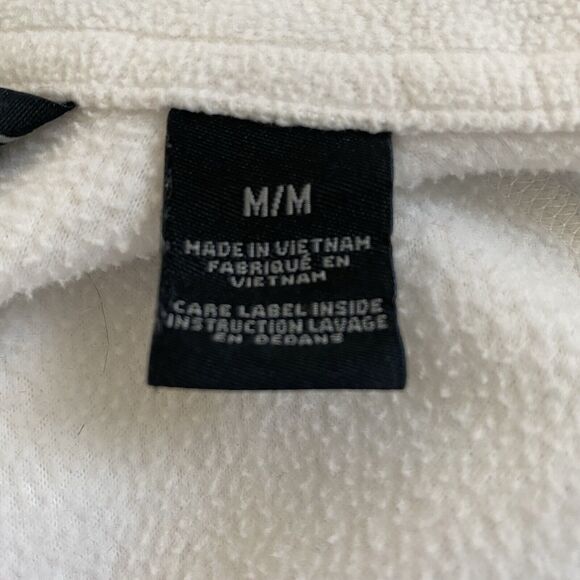 M/M
MADE IN VIETNAM
FABRIQUÉ EN
VIETNAM
CARE LABEL INSIDE
INSTRUCTION LAVAGE
EN DEDANS